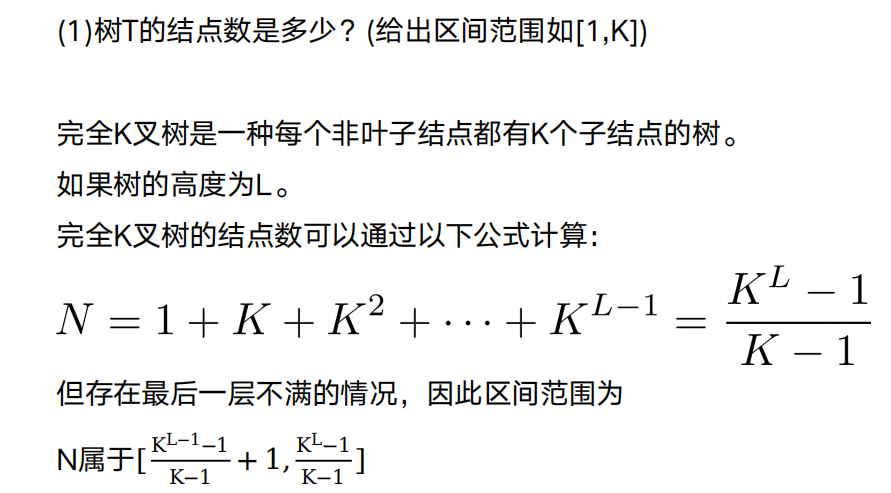 (1)树T的结点数是多少？(给出区间范围如[1,K])
完全K叉树是一种每个非叶子结点都有K个子结点的树。
如果树的高度为L。
完全K叉树的结点数可以通过以下公式计算：
N = 1 + K + K^2 + ⋯ + K^{L−1} = \frac{K^L − 1}{K − 1}
但存在最后一层不满的情况，因此区间范围为
N属于[\frac{K^{L−1}−1}{K−1} + 1, \frac{K^L−1}{K−1}]